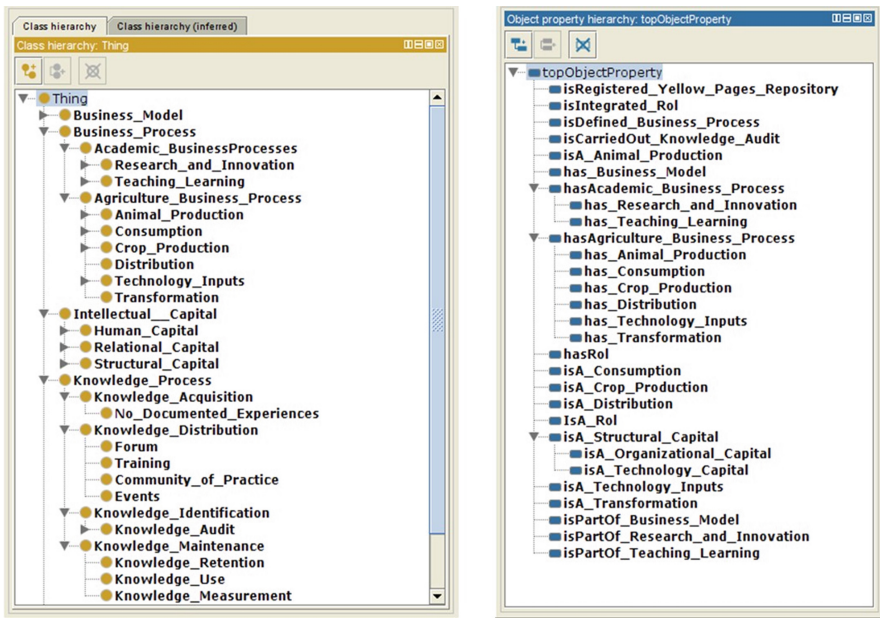 Class hierarchy
Class hierarchy (inferred)
Class hierarchy: Thing
Thing
Business_Model
Business_Process
Academic_BusinessProcesses
Research_and_Innovation
Teaching_Learning
Agriculture_Business_Process
Animal_Production
Consumption
Crop_Production
Distribution
Technology_Inputs
Transformation
Intellectual__Capital
Human_Capital
Relational_Capital
Structural_Capital
Knowledge_Process
Knowledge_Acquisition
No_Documented_Experiences
Knowledge_Distribution
Forum
Training
Community_of_Practice
Events
Knowledge_Identification
Knowledge_Audit
Knowledge_Maintenance
Knowledge_Retention
Knowledge_Use
Knowledge_Measurement
Object property hierarchy: topObjectProperty
topObjectProperty
isRegistered_Yellow_Pages_Repository
isIntegrated_Rol
isDefined_Business_Process
isCarriedOut_Knowledge_Audit
isA_Animal_Production
has_Business_Model
hasAcademic_Business_Process
has_Research_and_Innovation
has_Teaching_Learning
hasAgriculture_Business_Process
has_Animal_Production
has_Consumption
has_Crop_Production
has_Distribution
has_Technology_Inputs
has_Transformation
hasRol
isA_Consumption
isA_Crop_Production
isA_Distribution
IsA_Rol
isA_Structural_Capital
isA_Organizational_Capital
isA_Technology_Capital
isA_Technology_Inputs
isA_Transformation
isPartOf_Business_Model
isPartOf_Research_and_Innovation
isPartOf_Teaching_Learning